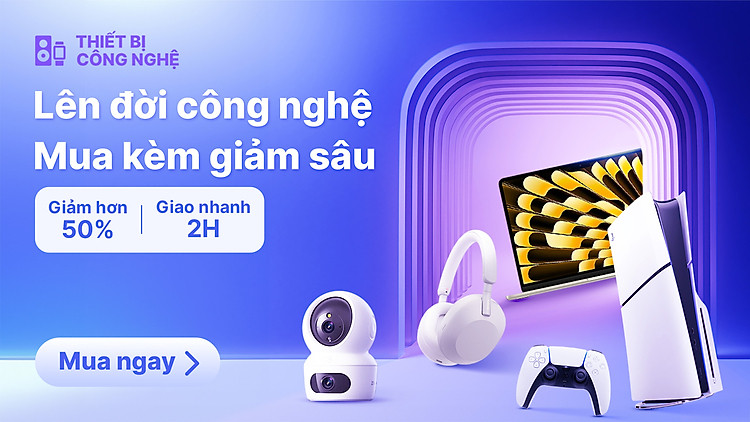 THIẾT BỊ
CÔNG NGHỆ
Lên đời công nghệ
Mua kèm giảm sâu
Giảm hơn
50%
Giao nhanh
2H
Mua ngay